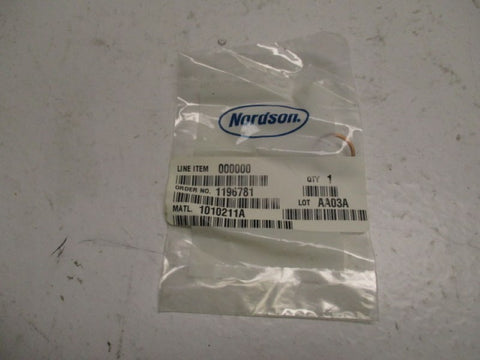 Nordson.
LINE ITEM 000000
QTY 1
ORDER NO. 1196781
LOT AA03A
MATL. 1010211A